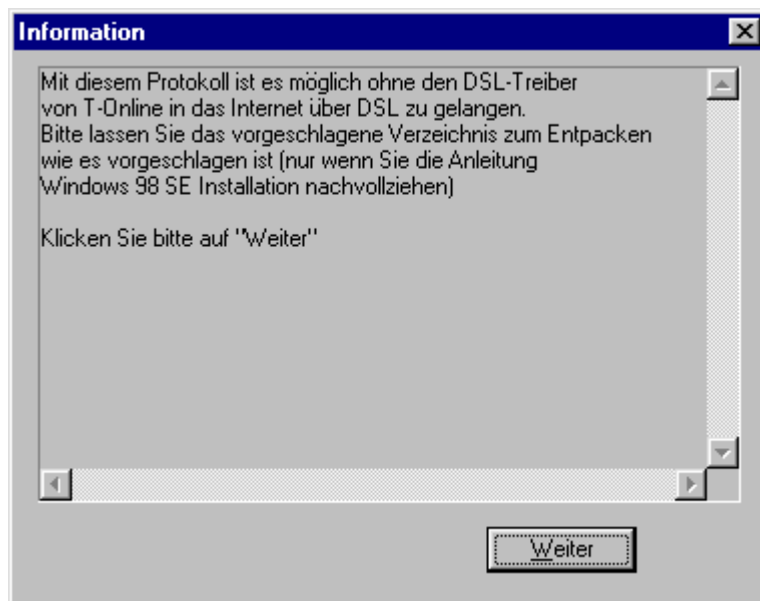 Information
Mit diesem Protokoll ist es möglich ohne den DSL-Treiber
von T-Online in das Internet über DSL zu gelangen.
Bitte lassen Sie das vorgeschlagene Verzeichnis zum Entpacken
wie es vorgeschlagen ist (nur wenn Sie die Anleitung
Windows 98 SE Installation nachvollziehen)
Klicken Sie bitte auf "Weiter"
Weiter